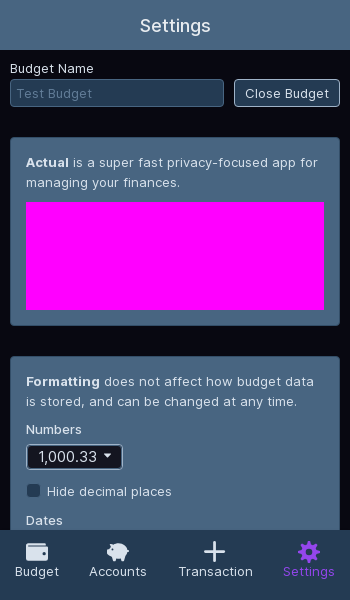 Settings
Budget Name
Test Budget
Close Budget
Actual is a super fast privacy-focused app for
managing your finances.
Formatting does not affect how budget data
is stored, and can be changed at any time.
Numbers
1,000.33
Hide decimal places
Dates
Budget
Accounts
Transaction
Settings